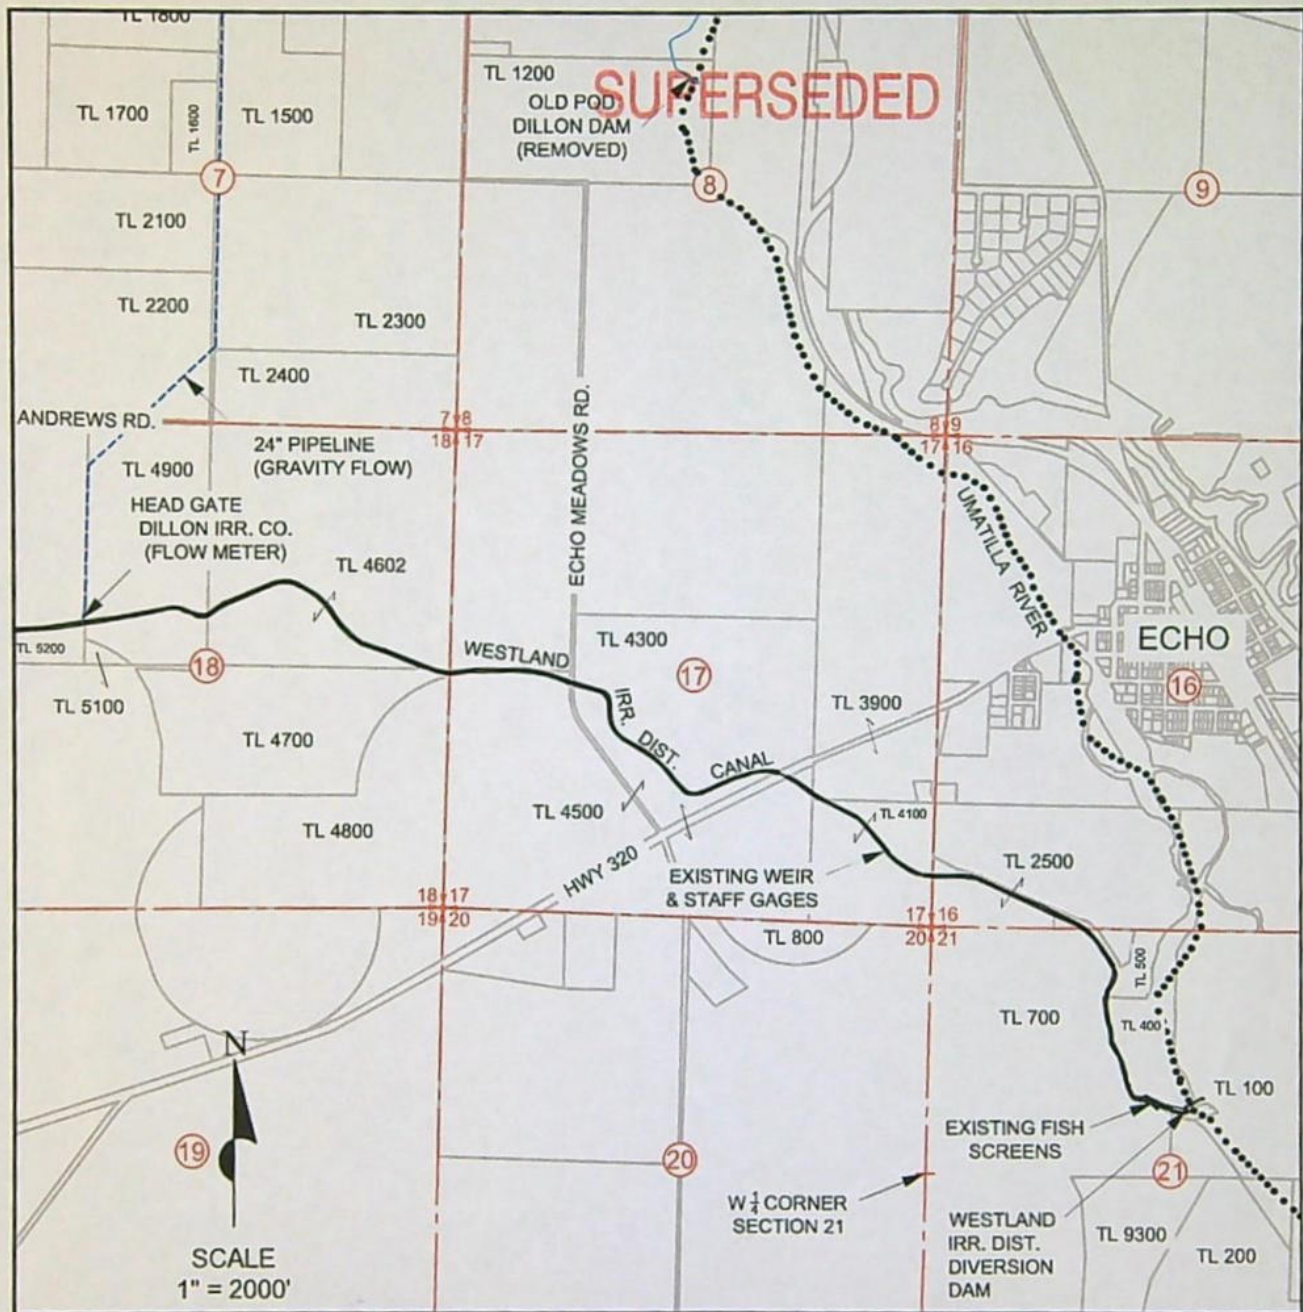 TL 1800
TL 1700
TL 1600
TL 1500
TL 1200
SUPERSEDED
OLD POD
DILLON DAM
(REMOVED)
7
8
9
TL 2100
TL 2200
TL 2300
TL 2400
ANDREWS RD.
7 8
18 17
8 9
17 16
24" PIPELINE
(GRAVITY FLOW)
TL 4900
HEAD GATE
DILLON IRR. CO.
(FLOW METER)
ECHO MEADOWS RD.
UMATILLA RIVER
TL 4602
TL 5200
18
TL 5100
WESTLAND
IRR.
DIST.
CANAL
TL 4300
17
ECHO
16
TL 3900
TL 4700
TL 4800
TL 4500
TL 4100
HWY 320
EXISTING WEIR
& STAFF GAGES
TL 2500
18 17
19 20
17 16
20 21
TL 800
TL 500
TL 700
TL 400
TL 100
N
EXISTING FISH
SCREENS
19
20
21
W 1/4 CORNER
SECTION 21
WESTLAND
IRR. DIST.
DIVERSION
DAM
TL 9300
TL 200
SCALE
1" = 2000'